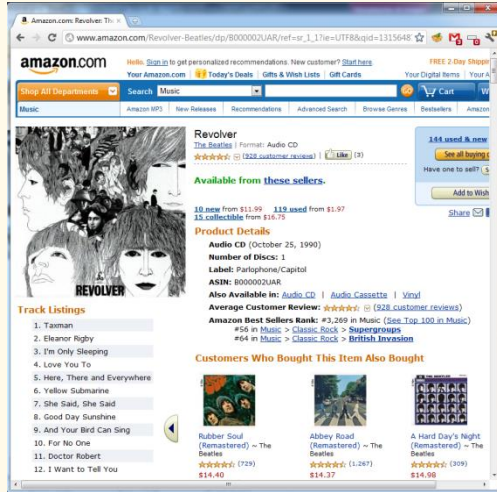 Amazon.com: Revolver: The
www.amazon.com/Revolver-Beatles/dp/B000002UAR/ref=sr_1_1?ie=UTF8&qid=1315648
amazon.com
Hello. Sign in to get personalized recommendations. New customer? Start here.
FREE 2-Day Shippin
Your Amazon.com
Today's Deals
Gifts & Wish Lists
Gift Cards
Your Digital Items
Your A
Shop All Departments
Search
Music
GO
Cart
W
Music
Amazon MP3
New Releases
Recommendations
Advanced Search
Browse Genres
Bestsellers
Amazon
REVOLVER
Revolver
The Beatles | Format: Audio CD
(928 customer reviews) | Like (3)
Available from these sellers.
10 new from $11.99 119 used from $1.97
15 collectible from $16.75
144 used & new
See all buying o
Have one to sell? S
Add to Wish
Share
Product Details
Audio CD (October 25, 1990)
Number of Discs: 1
Label: Parlophone/Capitol
ASIN: B000002UAR
Also Available in: Audio CD | Audio Cassette | Vinyl
Average Customer Review: (928 customer reviews)
Amazon Best Sellers Rank: #3,269 in Music (See Top 100 in Music)
#56 in Music > Classic Rock > Supergroups
#64 in Music > Classic Rock > British Invasion
Track Listings
1. Taxman
2. Eleanor Rigby
3. I'm Only Sleeping
4. Love You To
5. Here, There and Everywhere
6. Yellow Submarine
7. She Said, She Said
8. Good Day Sunshine
9. And Your Bird Can Sing
10. For No One
11. Doctor Robert
12. I Want to Tell You
Customers Who Bought This Item Also Bought
Rubber Soul
(Remastered) ~ The
Beatles
(729)
$14.40
Abbey Road
(Remastered) ~ The
Beatles
(1,267)
$14.37
A Hard Day's Night
(Remastered) ~ The
Beatles
(309)
$14.98